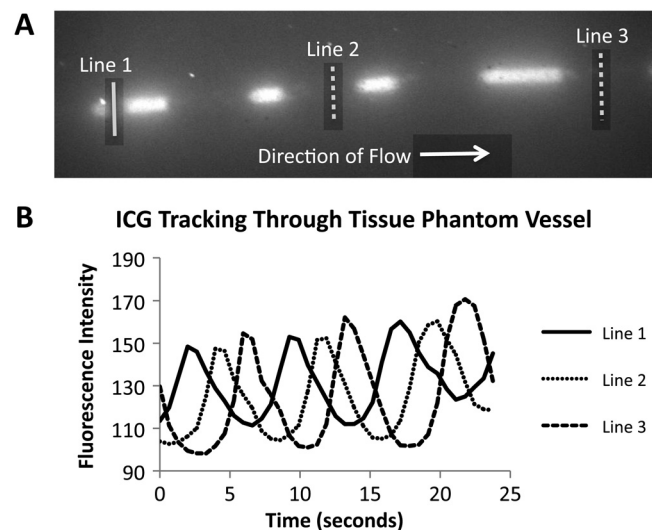 A
Line 1
Line 2
Line 3
Direction of Flow
B
ICG Tracking Through Tissue Phantom Vessel
Fluorescence Intensity
190
170
150
130
110
90
0
5
10
15
20
25
Time (seconds)
Line 1
Line 2
Line 3